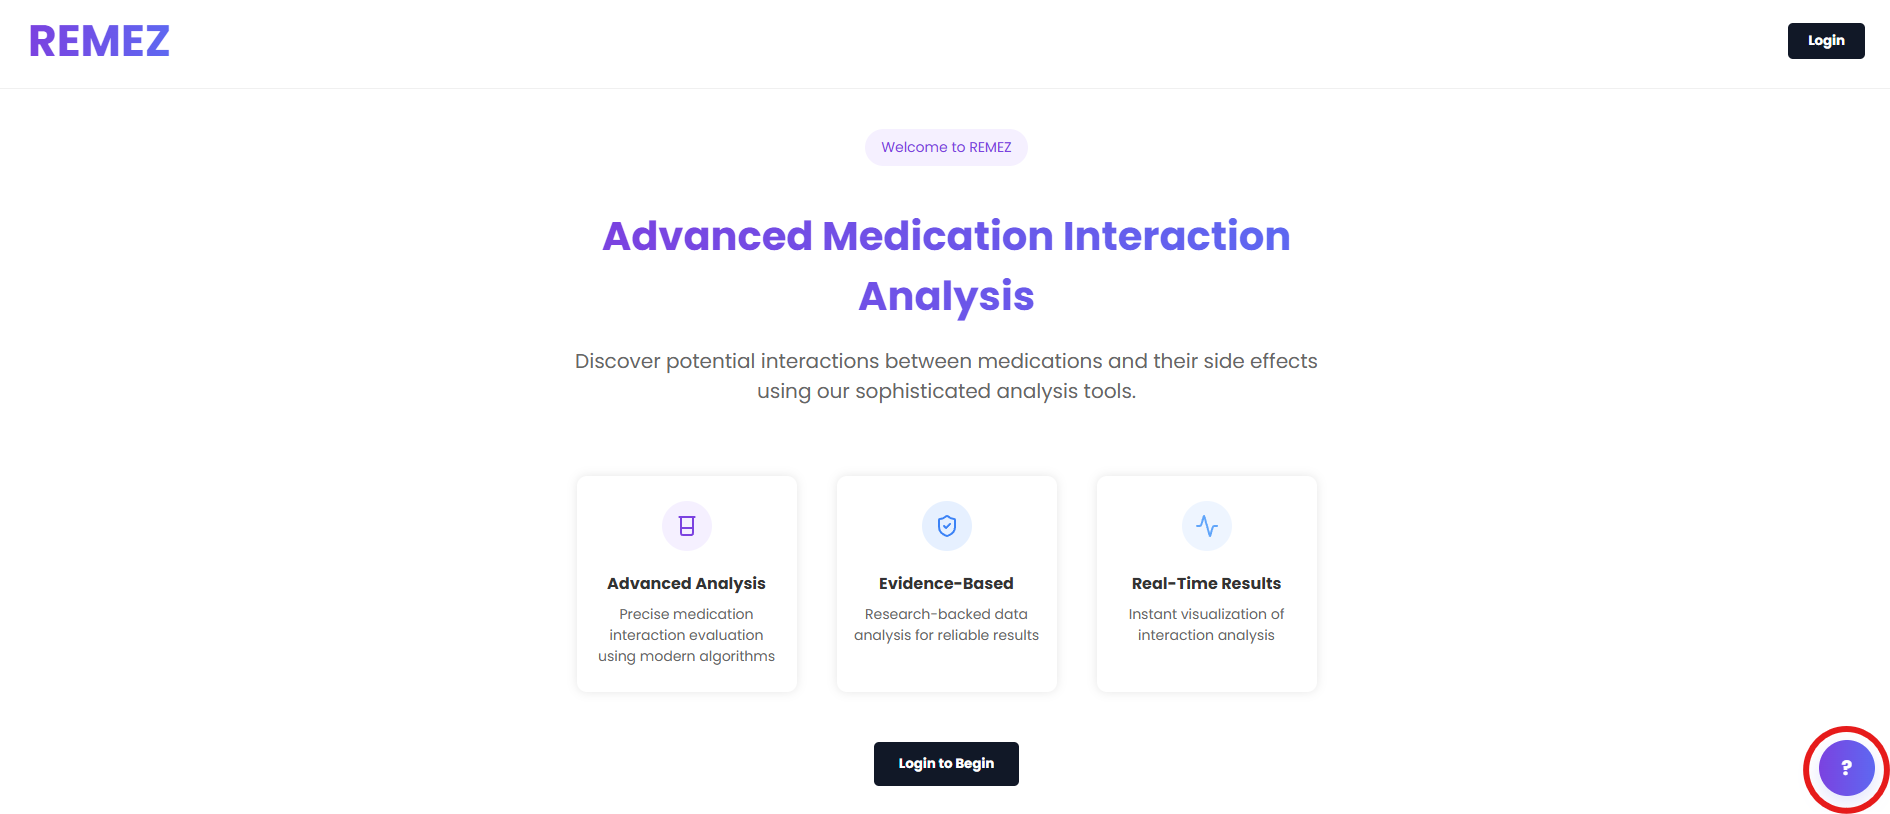 REMEZ
Login
Welcome to REMEZ
Advanced Medication Interaction
Analysis
Discover potential interactions between medications and their side effects
using our sophisticated analysis tools.
Advanced Analysis
Precise medication
interaction evaluation
using modern algorithms
Evidence-Based
Research-backed data
analysis for reliable results
Real-Time Results
Instant visualization of
interaction analysis
Login to Begin
?